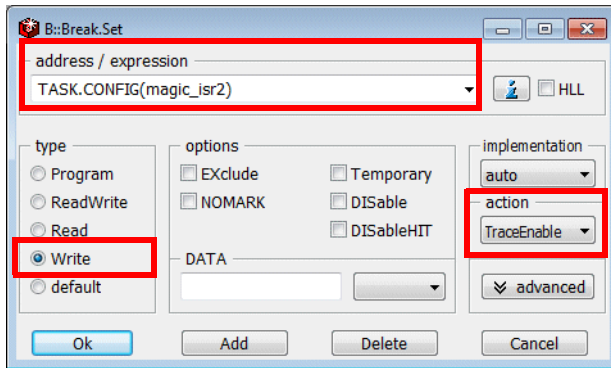 B::Break.Set
address / expression
TASK.CONFIG(magic_isr2)
i
HLL
type
options
implementation
Program
EXclude
Temporary
auto
ReadWrite
NOMARK
DISable
action
Read
DISableHIT
TraceEnable
Write
DATA
default
advanced
Ok
Add
Delete
Cancel